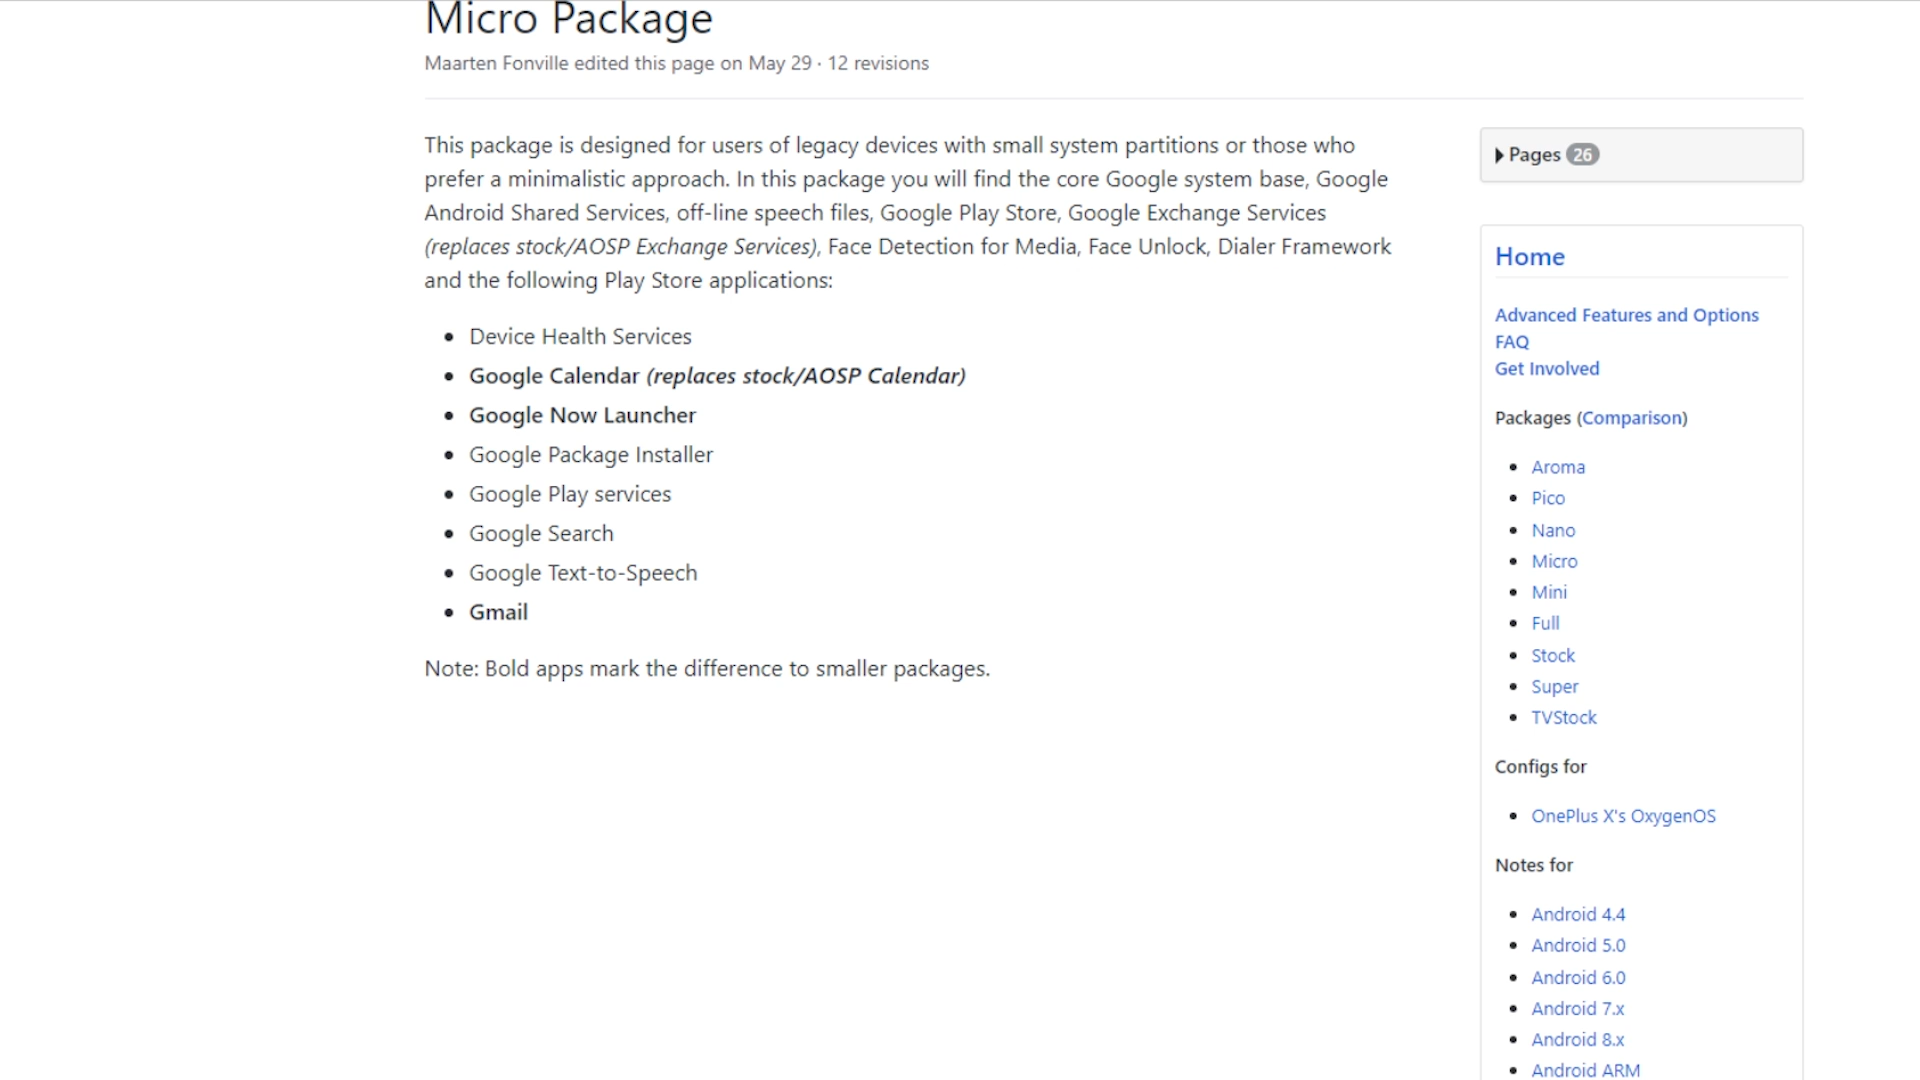 Micro Package
Maarten Fonville edited this page on May 29 · 12 revisions
This package is designed for users of legacy devices with small system partitions or those who
prefer a minimalistic approach. In this package you will find the core Google system base, Google
Android Shared Services, off-line speech files, Google Play Store, Google Exchange Services
(replaces stock/AOSP Exchange Services), Face Detection for Media, Face Unlock, Dialer Framework
and the following Play Store applications:
Device Health Services
Google Calendar (replaces stock/AOSP Calendar)
Google Now Launcher
Google Package Installer
Google Play services
Google Search
Google Text-to-Speech
Gmail
Note: Bold apps mark the difference to smaller packages.
Pages 26
Home
Advanced Features and Options
FAQ
Get Involved
Packages (Comparison)
Aroma
Pico
Nano
Micro
Mini
Full
Stock
Super
TVStock
Configs for
OnePlus X's OxygenOS
Notes for
Android 4.4
Android 5.0
Android 6.0
Android 7.x
Android 8.x
Android ARM